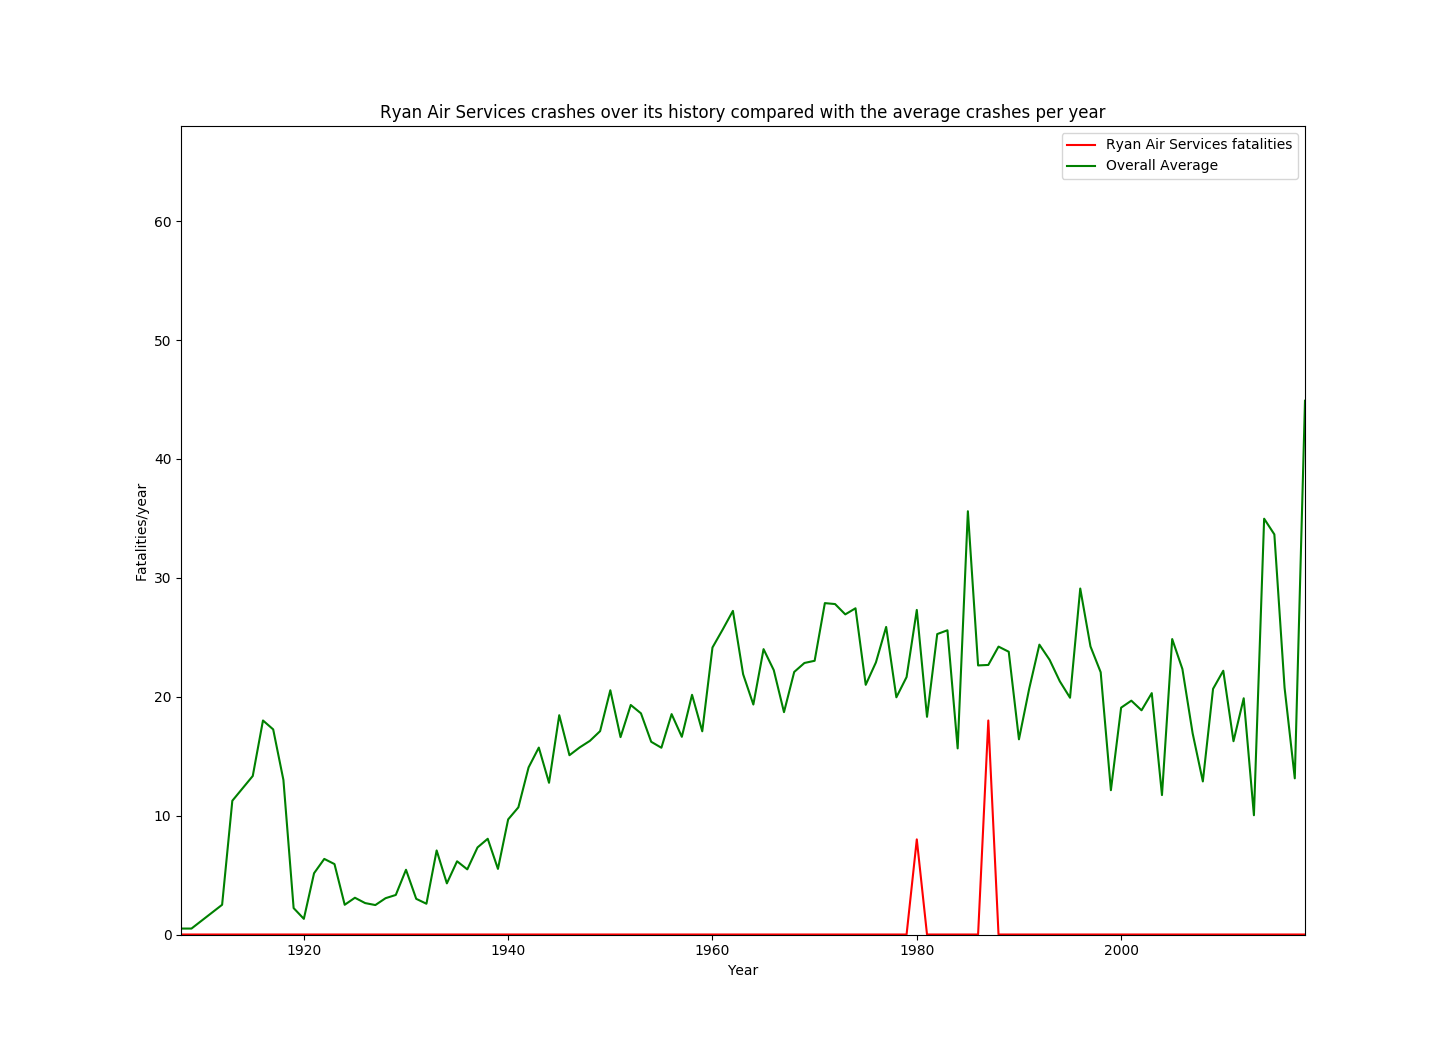 Ryan Air Services crashes over its history compared with the average crashes per year
Ryan Air Services fatalities
Overall Average
Fatalities/year
60
50
40
30
20
10
0
1920 1940 1960 1980 2000
Year